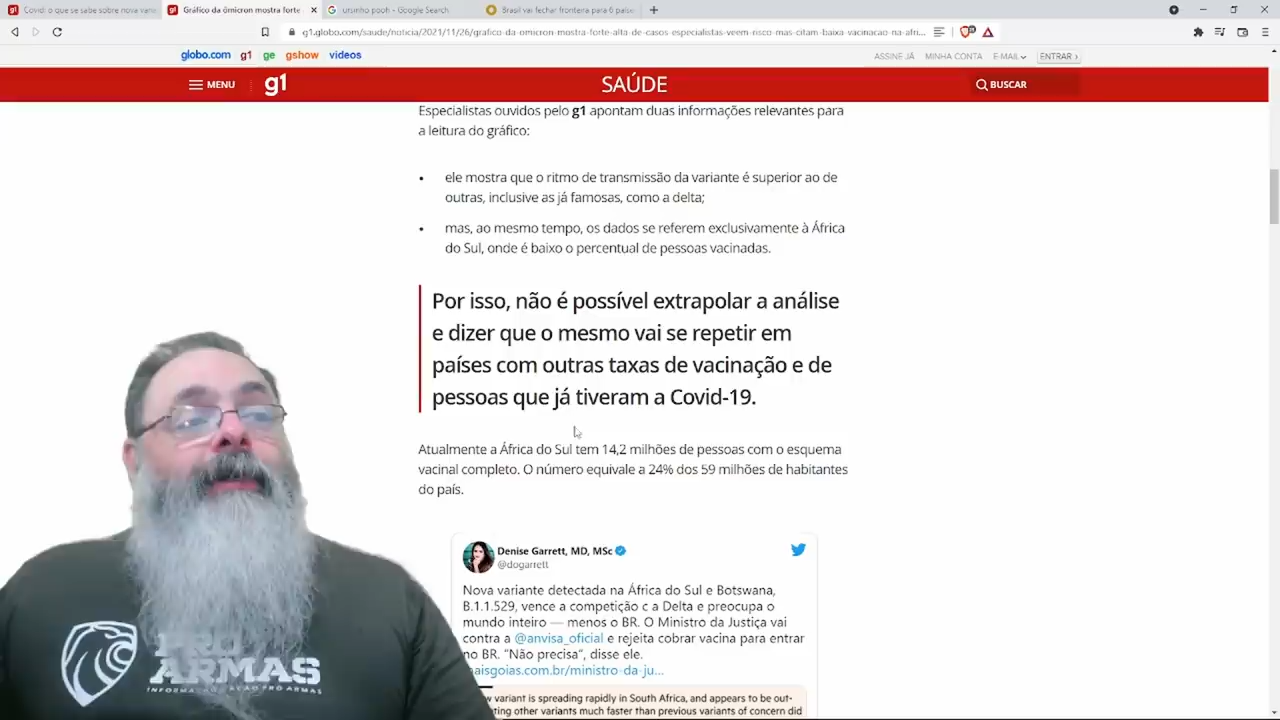 Covid: o que se sabe sobre nova varia
Gráfico da ômicron mostra forte
ursinho pooh - Google Search
Brasil vai fechar fronteira para 6 países
g1.globo.com/saude/noticia/2021/11/26/grafico-da-omicron-mostra-forte-alta-de-casos-especialistas-veem-risco-mas-citam-baixa-vacinacao-na-afr...
globo.com g1 ge gshow videos
ASSINE JÁ MINHA CONTA E-MAIL ENTRAR ›
MENU g1 SAÚDE BUSCAR
Especialistas ouvidos pelo g1 apontam duas informações relevantes para
a leitura do gráfico:
• ele mostra que o ritmo de transmissão da variante é superior ao de
outras, inclusive as já famosas, como a delta;
• mas, ao mesmo tempo, os dados se referem exclusivamente à África
do Sul, onde é baixo o percentual de pessoas vacinadas.
Por isso, não é possível extrapolar a análise
e dizer que o mesmo vai se repetir em
países com outras taxas de vacinação e de
pessoas que já tiveram a Covid-19.
Atualmente a África do Sul tem 14,2 milhões de pessoas com o esquema
vacinal completo. O número equivale a 24% dos 59 milhões de habitantes
do país.
Denise Garrett, MD, MSc
@dogarrett
Nova variante detectada na África do Sul e Botswana,
B.1.1.529, vence a competição c a Delta e preocupa o
mundo inteiro — menos o BR. O Ministro da Justiça vai
contra a @anvisa_oficial e rejeita cobrar vacina para entrar
no BR. "Não precisa", disse ele.
aisgoias.com.br/ministro-da-ju...
variant is spreading rapidly in South Africa, and appears to be out-
ting other variants much faster than previous variants of concern did
PRO
ARMAS